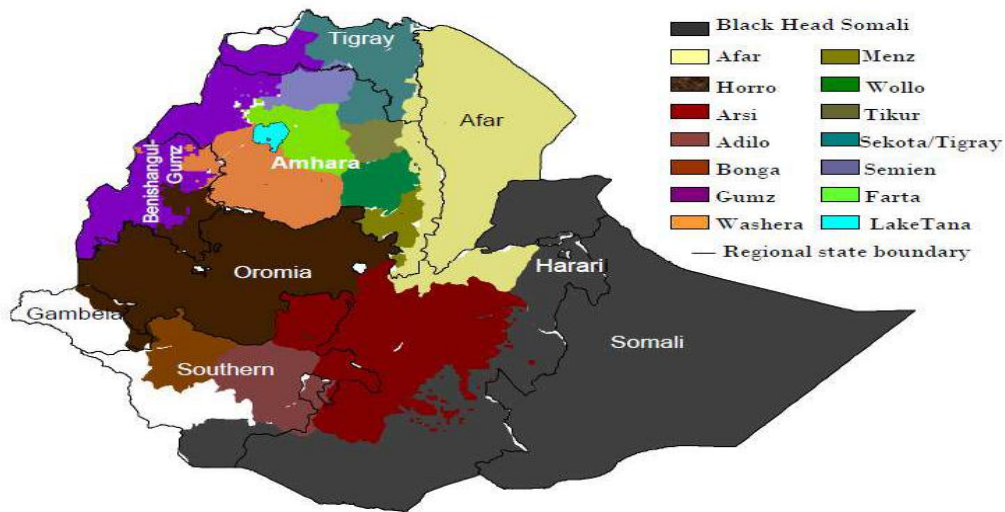 Tigray
Afar
Benishangul-
Gumz
Amhara
Oromia
Harari
Gambela
Southern
Somali
Black Head Somali
Afar
Menz
Horro
Wollo
Arsi
Tikur
Adilo
Sekota/Tigray
Bonga
Semien
Gumz
Farta
Washera
LakeTana
Regional state boundary